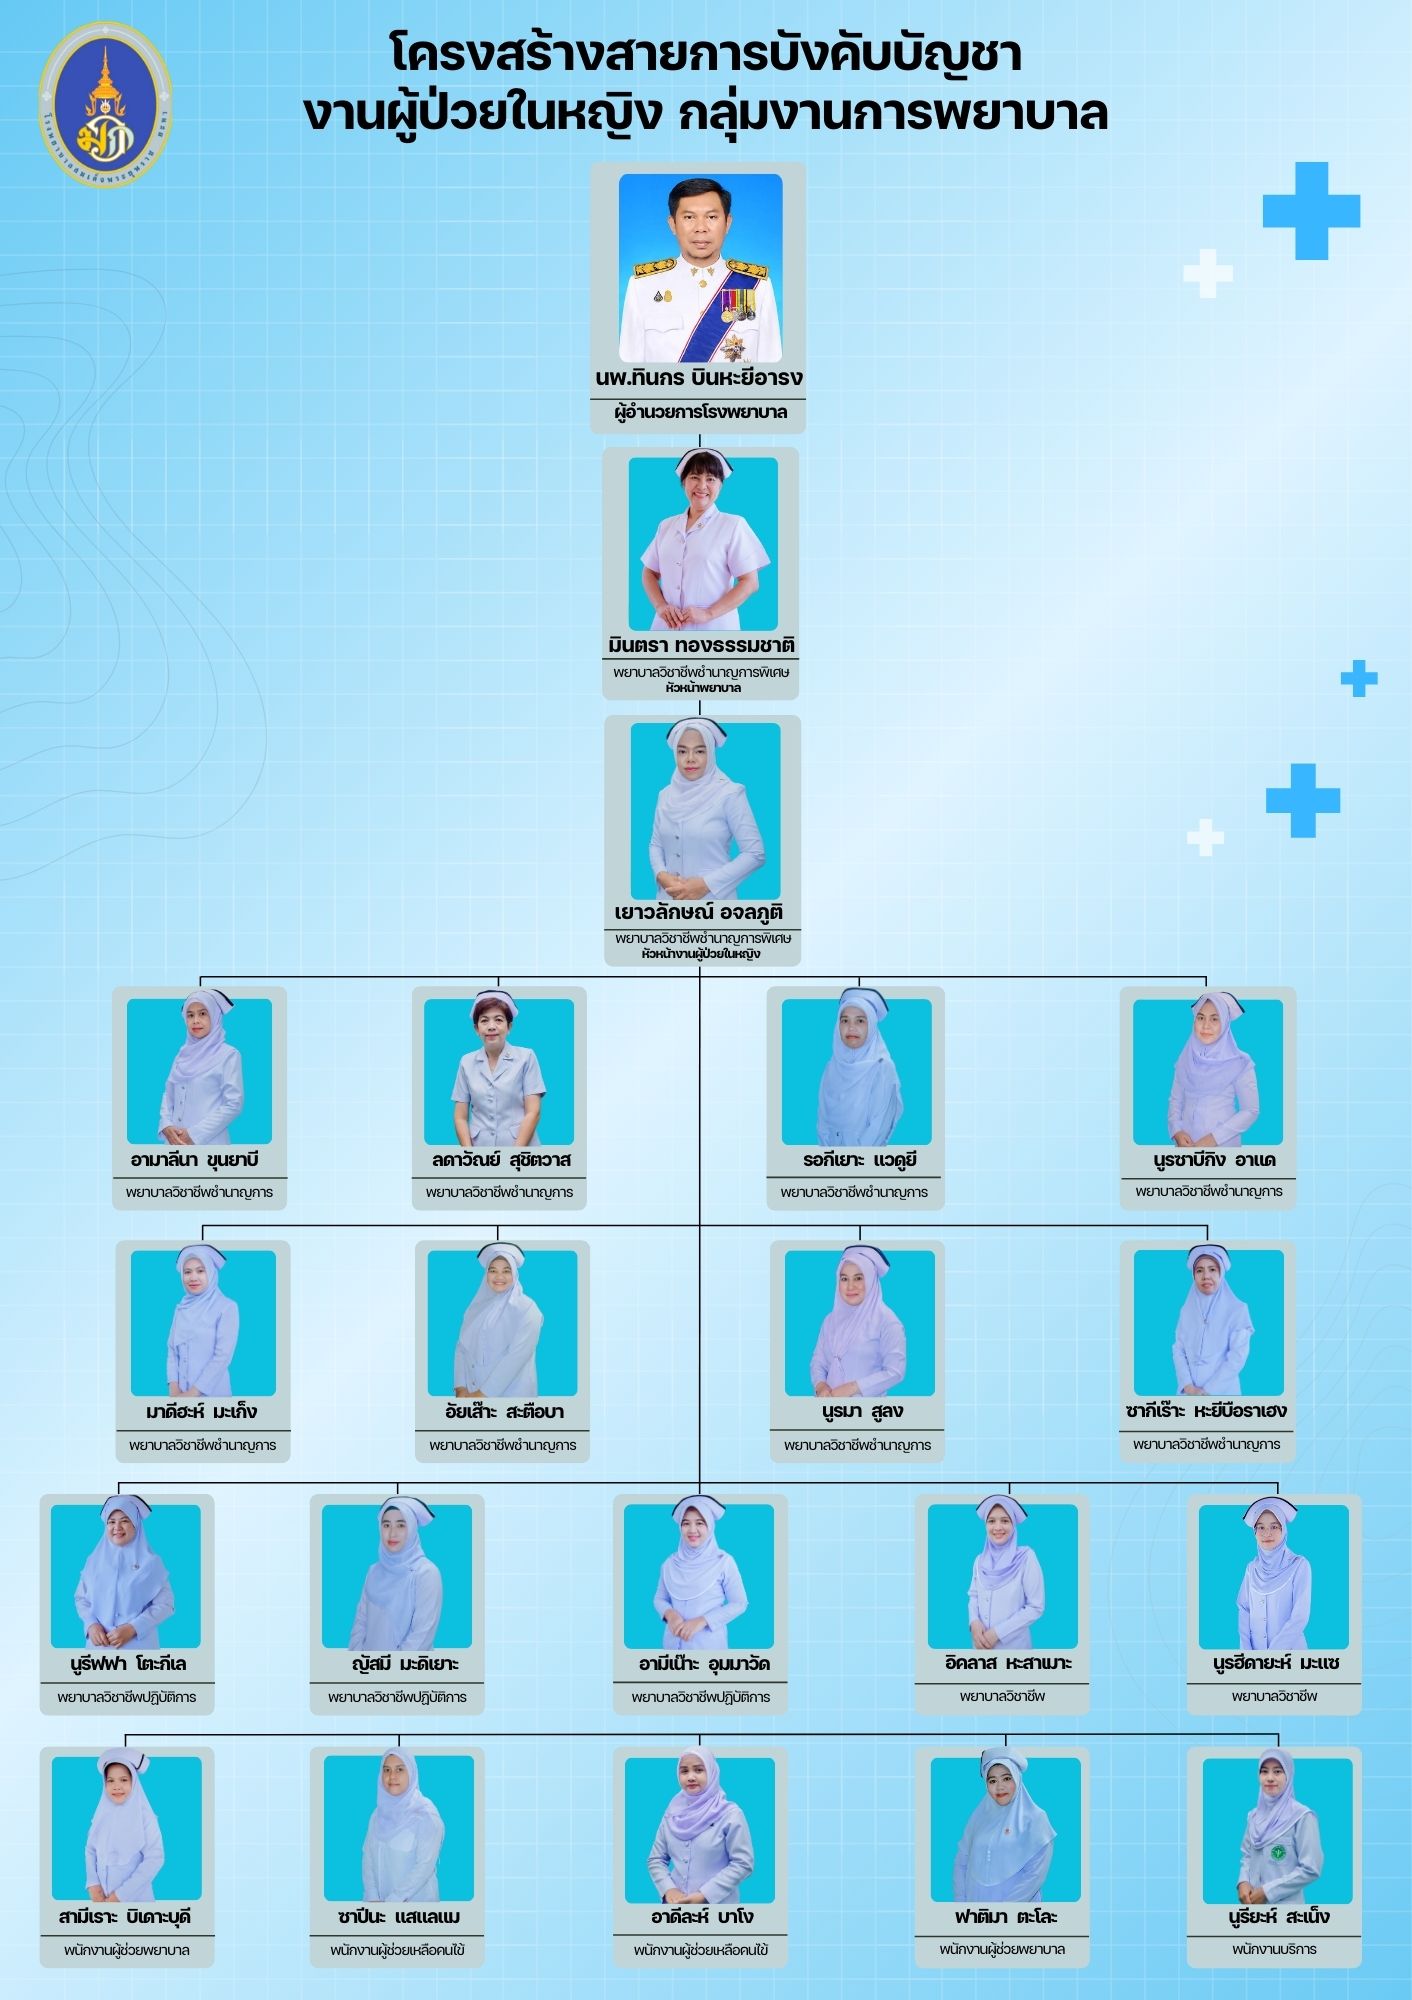 โครงสร้างสายการบังคับบัญชา
งานผู้ป่วยในหญิง กลุ่มงานการพยาบาล
โรงพยาบาลสมเด็จพระยุพราช ยะหา
นพ.ทินกร บินหะยีอารง
ผู้อำนวยการโรงพยาบาล
มินตรา ทองธรรมชาติ
พยาบาลวิชาชีพชำนาญการพิเศษ
หัวหน้าพยาบาล
เยาวลักษณ์ อจลภูติ
พยาบาลวิชาชีพชำนาญการพิเศษ
หัวหน้างานผู้ป่วยในหญิง
อามาลีนา ขุนยาบี
พยาบาลวิชาชีพชำนาญการ
ลดาวัณย์ สุชิตวาส
พยาบาลวิชาชีพชำนาญการ
รอกีเยาะ แวดูยี
พยาบาลวิชาชีพชำนาญการ
นูรซาบีกิง อาแด
พยาบาลวิชาชีพชำนาญการ
มาดีฮะห์ มะเก็ง
พยาบาลวิชาชีพชำนาญการ
อัยเส๊าะ สะตือบา
พยาบาลวิชาชีพชำนาญการ
นูรมา สูลง
พยาบาลวิชาชีพชำนาญการ
ซากีเร๊าะ หะยีบือราเฮง
พยาบาลวิชาชีพชำนาญการ
นูรีฟฟา โตะกีเล
พยาบาลวิชาชีพปฏิบัติการ
ญัสมี มะดิเยาะ
พยาบาลวิชาชีพปฏิบัติการ
อามีเน๊าะ อุมมาวัด
พยาบาลวิชาชีพปฏิบัติการ
อิคลาส หะสาเมาะ
พยาบาลวิชาชีพ
นูรฮีดายะห์ มะแซ
พยาบาลวิชาชีพ
สามีเราะ บิเดาะบุดี
พนักงานผู้ช่วยพยาบาล
ซาปีนะ แสแลแม
พนักงานผู้ช่วยเหลือคนไข้
อาดีละห์ บาโง
พนักงานผู้ช่วยเหลือคนไข้
ฟาติมา ตะโละ
พนักงานผู้ช่วยพยาบาล
นูรียะห์ สะเน็ง
พนักงานบริการ